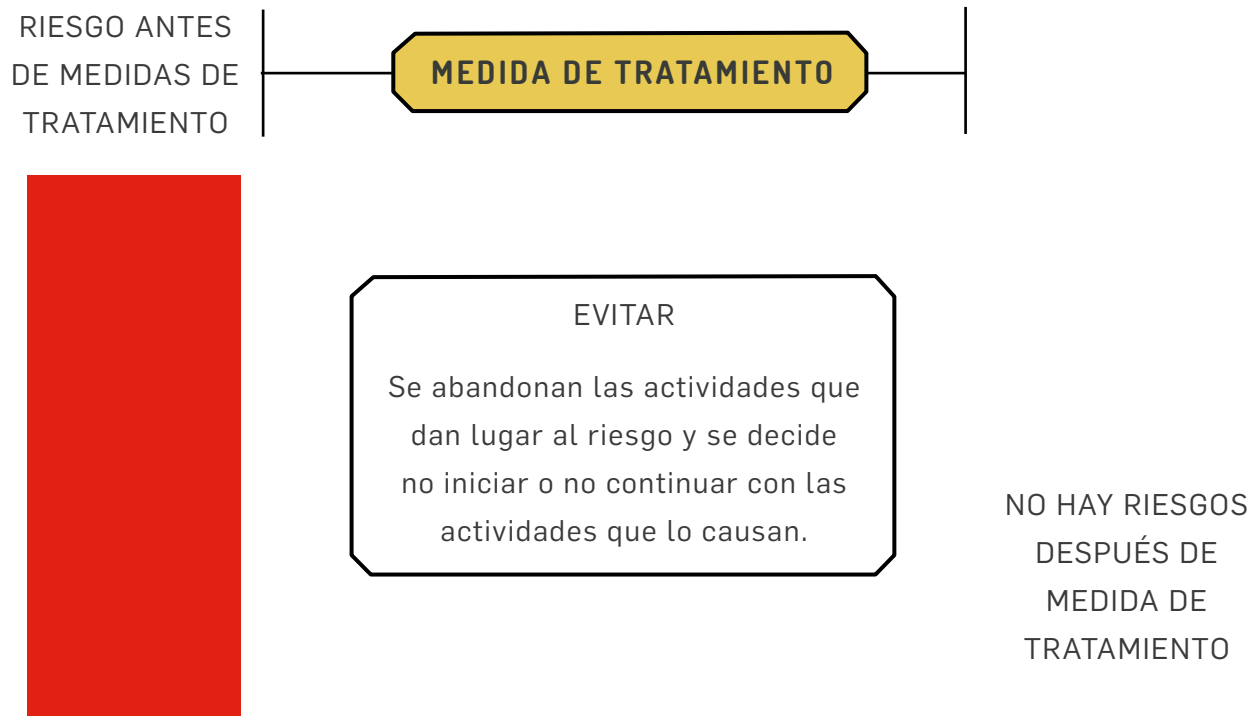 RIESGO ANTES
DE MEDIDAS DE
TRATAMIENTO
MEDIDA DE TRATAMIENTO
EVITAR
Se abandonan las actividades que
dan lugar al riesgo y se decide
no iniciar o no continuar con las
actividades que lo causan.
NO HAY RIESGOS
DESPUÉS DE
MEDIDA DE
TRATAMIENTO